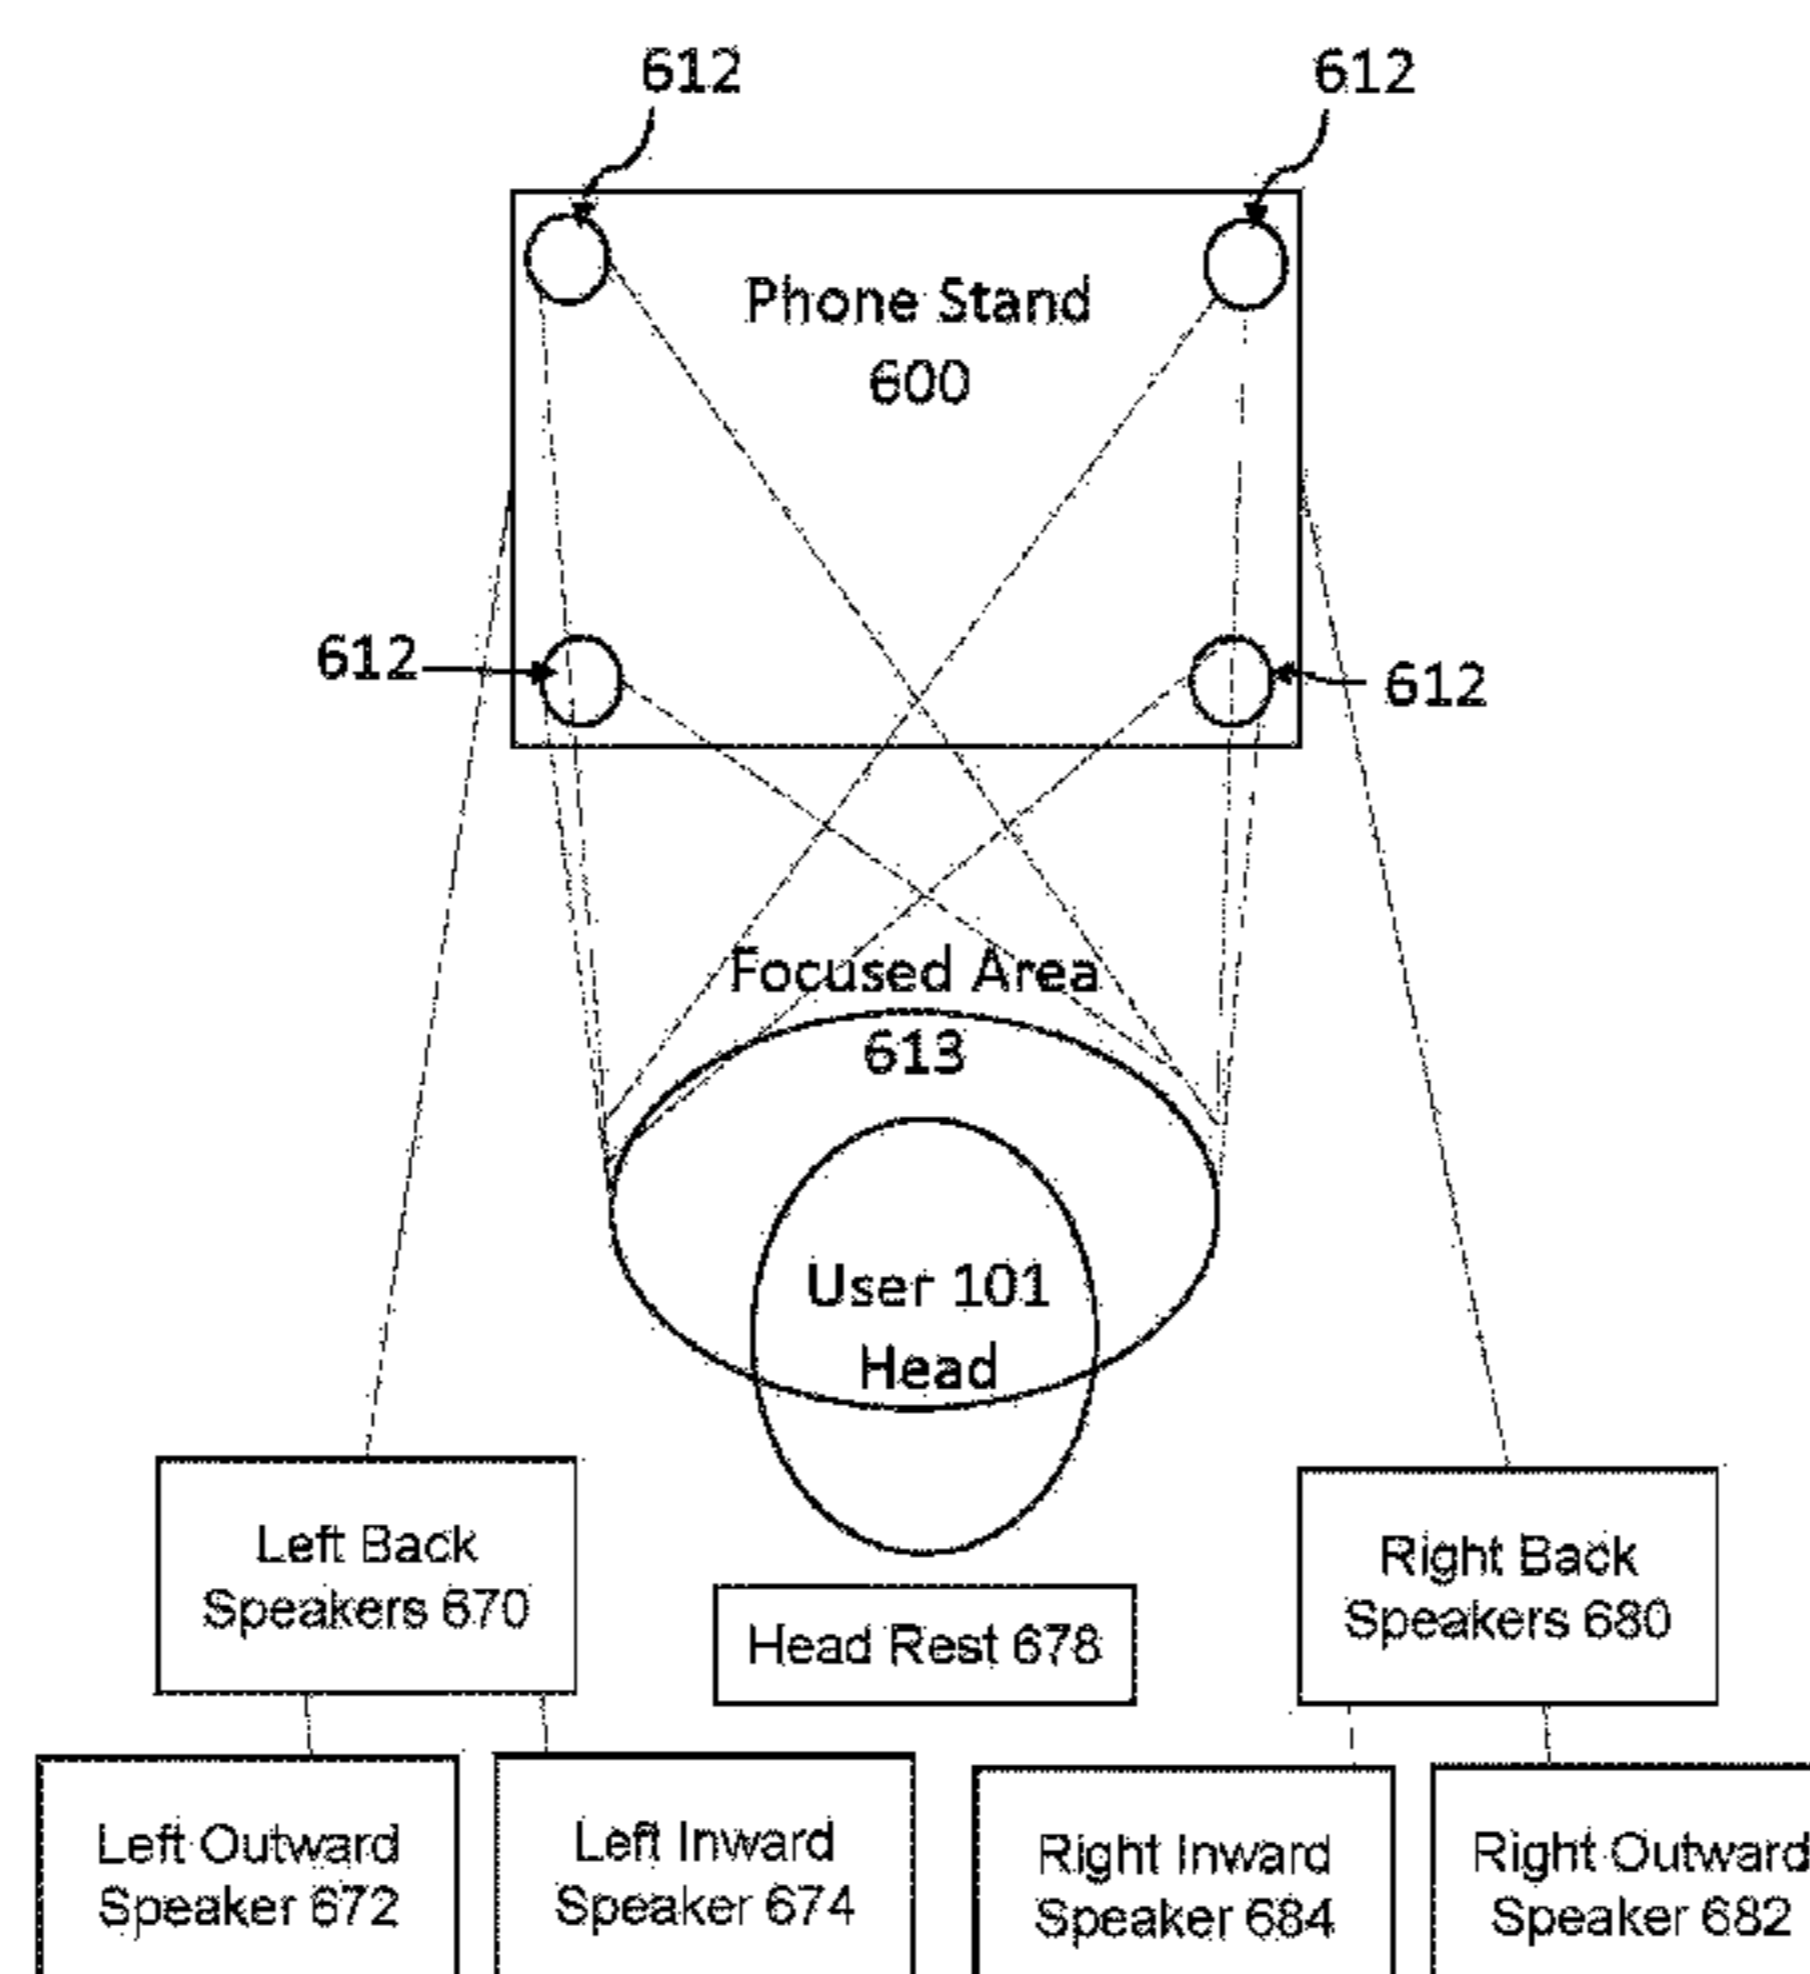 612
612
Phone Stand
600
612
612
Focused Area
613
User 101
Head
Left Back
Speakers 670
Head Rest 678
Right Back
Speakers 680
Left Outward
Speaker 672
Left Inward
Speaker 674
Right Inward
Speaker 684
Right Outward
Speaker 682